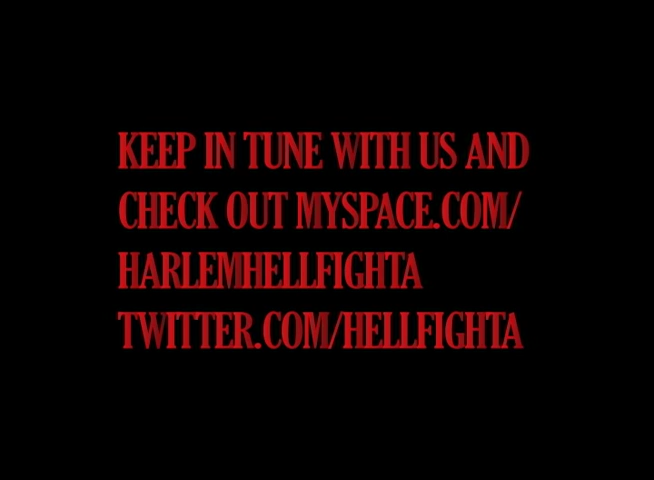 KEEP IN TUNE WITH US AND
CHECK OUT MYSPACE.COM/
HARLEMHELLFIGHTA
TWITTER.COM/HELLFIGHTA